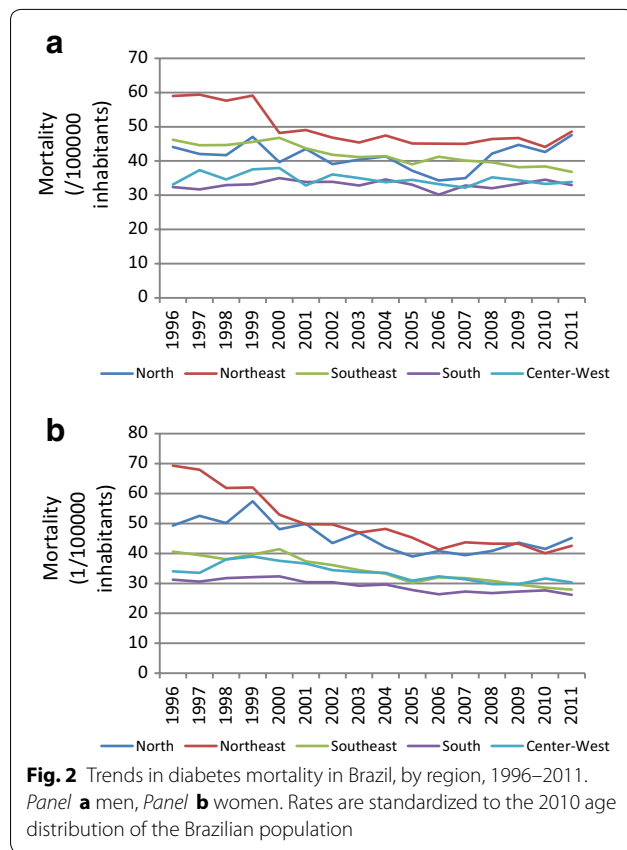 a
Mortality
(/100000
inhabitants)
70
60
50
40
30
20
10
0
1996 1997 1998 1999 2000 2001 2002 2003 2004 2005 2006 2007 2008 2009 2010 2011
North Northeast Southeast South Center-West
b
Mortality
(1/100000
inhabitants)
80
70
60
50
40
30
20
10
0
1996 1997 1998 1999 2000 2001 2002 2003 2004 2005 2006 2007 2008 2009 2010 2011
North Northeast Southeast South Center-West
Fig. 2 Trends in diabetes mortality in Brazil, by region, 1996–2011.
Panel a men, Panel b women. Rates are standardized to the 2010 age
distribution of the Brazilian population